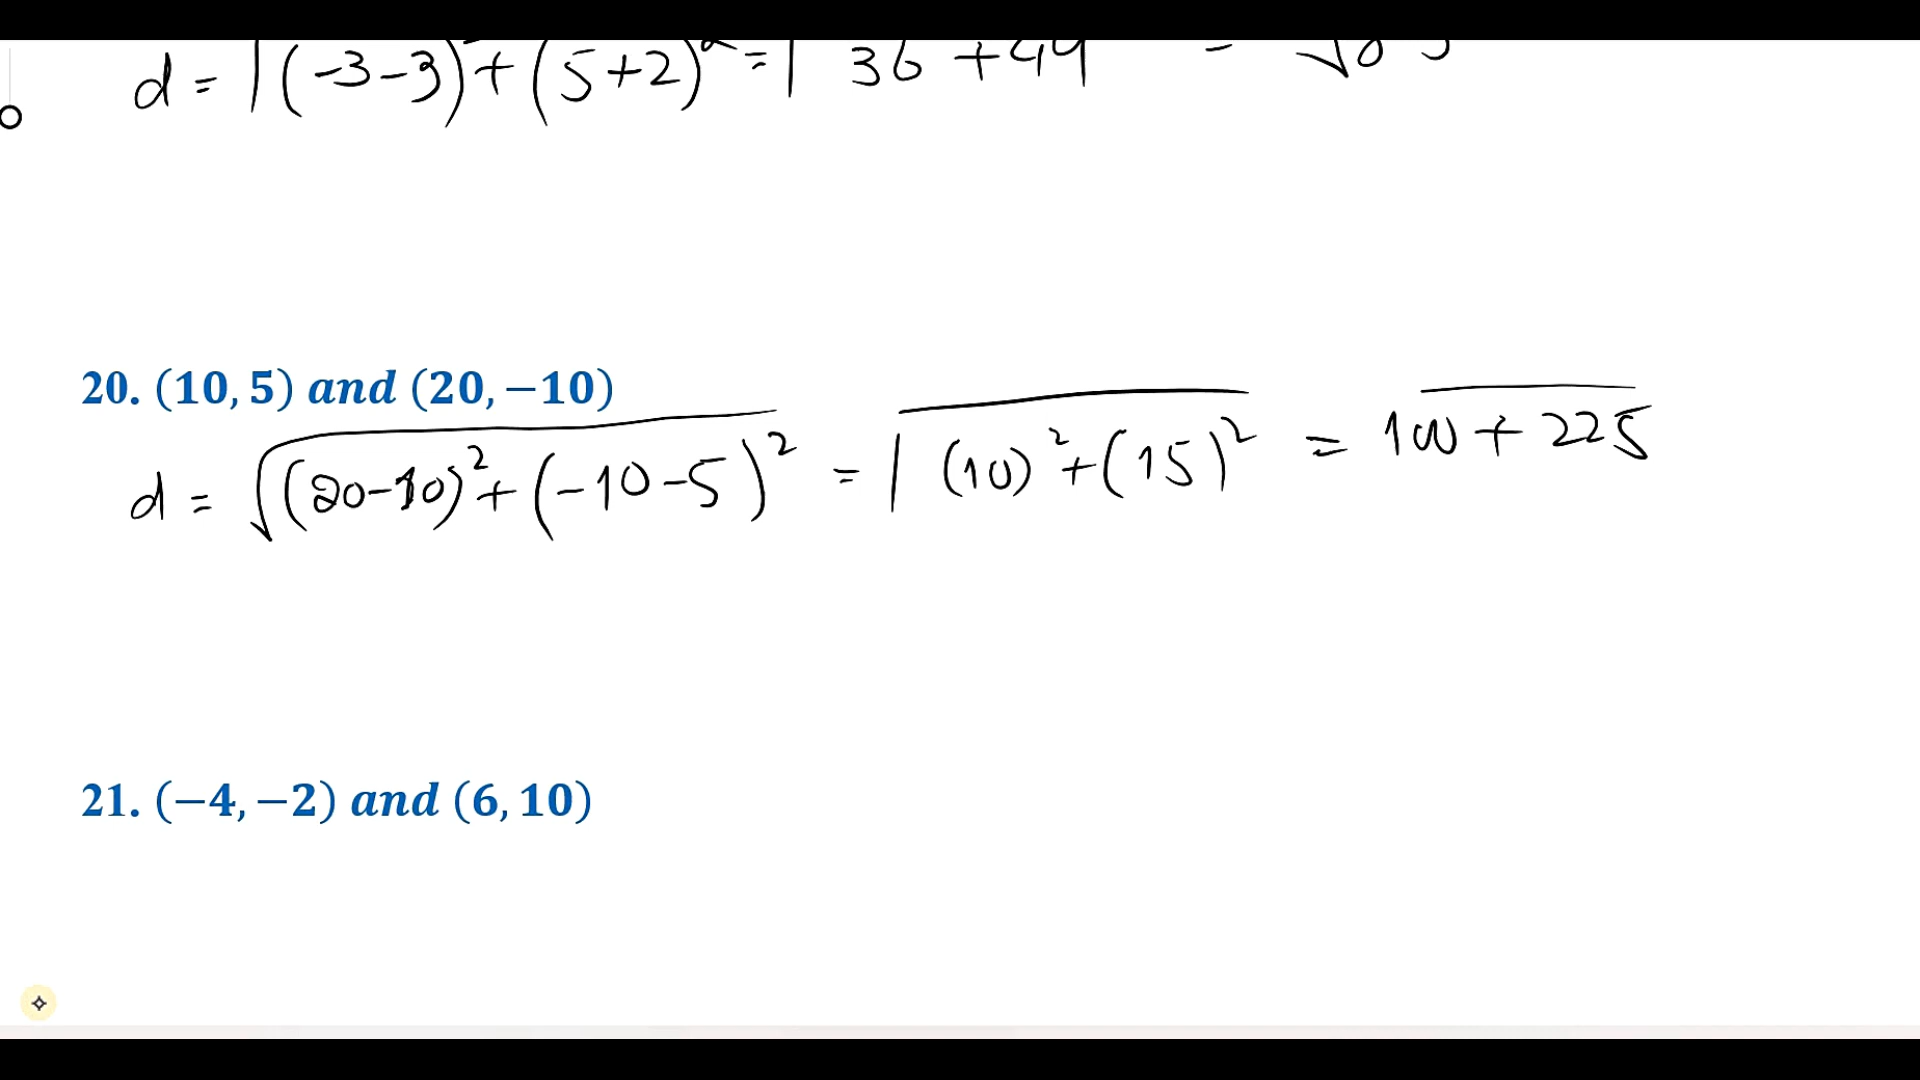 d = √(-3-3)² + (5+2)² = √36 + 49 = √85
20. (10, 5) and (20, −10)
d = √(20-10)² + (-10-5)² = √(10)² + (15)² = 100 + 225
21. (−4, −2) and (6, 10)